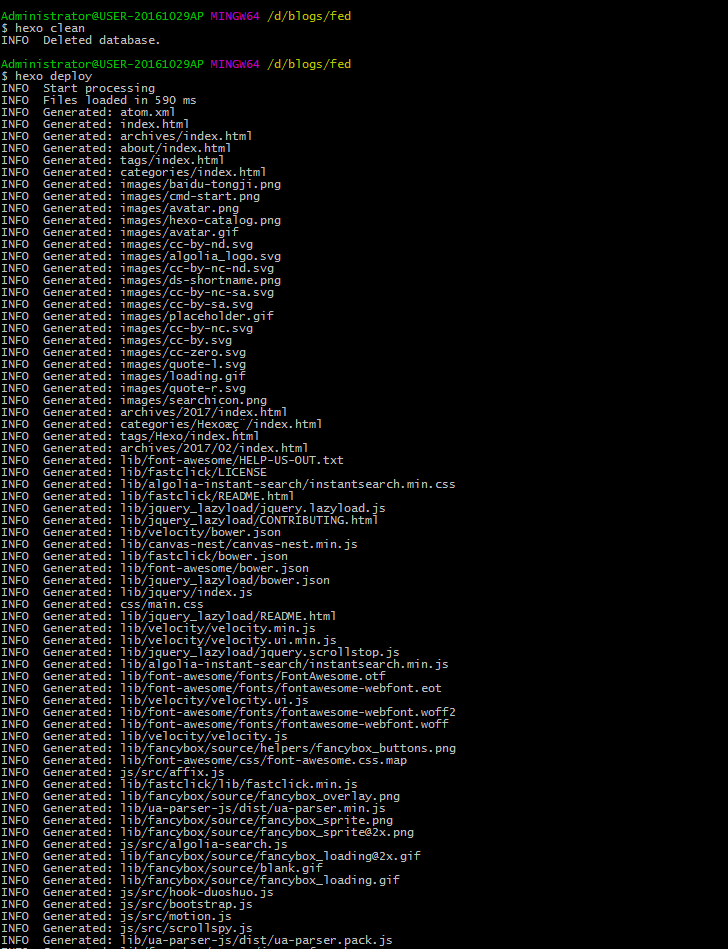 Administrator@USER-20161029AP MINGW64 /d/blogs/fed
$ hexo clean
INFO  Deleted database.
Administrator@USER-20161029AP MINGW64 /d/blogs/fed
$ hexo deploy
INFO  Start processing
INFO  Files loaded in 590 ms
INFO  Generated: atom.xml
INFO  Generated: index.html
INFO  Generated: archives/index.html
INFO  Generated: about/index.html
INFO  Generated: tags/index.html
INFO  Generated: categories/index.html
INFO  Generated: images/baidu-tongji.png
INFO  Generated: images/cmd-start.png
INFO  Generated: images/avatar.png
INFO  Generated: images/hexo-catalog.png
INFO  Generated: images/avatar.gif
INFO  Generated: images/cc-by-nd.svg
INFO  Generated: images/algolia_logo.svg
INFO  Generated: images/cc-by-nc-nd.svg
INFO  Generated: images/ds-shortname.png
INFO  Generated: images/cc-by-nc-sa.svg
INFO  Generated: images/cc-by-sa.svg
INFO  Generated: images/placeholder.gif
INFO  Generated: images/cc-by-nc.svg
INFO  Generated: images/cc-by.svg
INFO  Generated: images/cc-zero.svg
INFO  Generated: images/quote-l.svg
INFO  Generated: images/loading.gif
INFO  Generated: images/quote-r.svg
INFO  Generated: images/searchicon.png
INFO  Generated: archives/2017/index.html
INFO  Generated: categories/Hexoæç¨/index.html
INFO  Generated: tags/Hexo/index.html
INFO  Generated: archives/2017/02/index.html
INFO  Generated: lib/font-awesome/HELP-US-OUT.txt
INFO  Generated: lib/fastclick/LICENSE
INFO  Generated: lib/algolia-instant-search/instantsearch.min.css
INFO  Generated: lib/fastclick/README.html
INFO  Generated: lib/jquery_lazyload/jquery.lazyload.js
INFO  Generated: lib/jquery_lazyload/CONTRIBUTING.html
INFO  Generated: lib/velocity/bower.json
INFO  Generated: lib/canvas-nest/canvas-nest.min.js
INFO  Generated: lib/fastclick/bower.json
INFO  Generated: lib/font-awesome/bower.json
INFO  Generated: lib/jquery_lazyload/bower.json
INFO  Generated: lib/jquery/index.js
INFO  Generated: css/main.css
INFO  Generated: lib/jquery_lazyload/README.html
INFO  Generated: lib/velocity/velocity.min.js
INFO  Generated: lib/velocity/velocity.ui.min.js
INFO  Generated: lib/jquery_lazyload/jquery.scrollstop.js
INFO  Generated: lib/algolia-instant-search/instantsearch.min.js
INFO  Generated: lib/font-awesome/fonts/FontAwesome.otf
INFO  Generated: lib/font-awesome/fonts/fontawesome-webfont.eot
INFO  Generated: lib/velocity/velocity.ui.js
INFO  Generated: lib/font-awesome/fonts/fontawesome-webfont.woff2
INFO  Generated: lib/font-awesome/fonts/fontawesome-webfont.woff
INFO  Generated: lib/velocity/velocity.js
INFO  Generated: lib/fancybox/source/helpers/fancybox_buttons.png
INFO  Generated: lib/font-awesome/css/font-awesome.css.map
INFO  Generated: js/src/affix.js
INFO  Generated: lib/fastclick/lib/fastclick.min.js
INFO  Generated: lib/fancybox/source/fancybox_overlay.png
INFO  Generated: lib/ua-parser-js/dist/ua-parser.min.js
INFO  Generated: lib/fancybox/source/fancybox_sprite.png
INFO  Generated: lib/fancybox/source/fancybox_sprite@2x.png
INFO  Generated: js/src/algolia-search.js
INFO  Generated: lib/fancybox/source/fancybox_loading@2x.gif
INFO  Generated: lib/fancybox/source/blank.gif
INFO  Generated: lib/fancybox/source/fancybox_loading.gif
INFO  Generated: js/src/hook-duoshuo.js
INFO  Generated: js/src/bootstrap.js
INFO  Generated: js/src/motion.js
INFO  Generated: js/src/scrollspy.js
INFO  Generated: lib/ua-parser-js/dist/ua-parser.pack.js